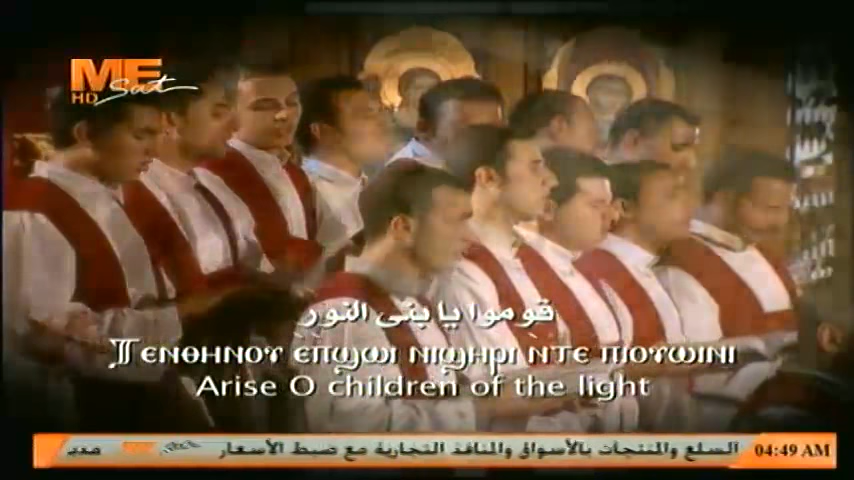 ME
HD Sat
قوموا يا بنى النور
Ⲧⲉⲛⲑⲏⲛⲟⲩ ⲉⲡϣⲱⲓ ⲛⲓϣⲏⲣⲓ ⲛⲧⲉ ⲡⲓⲟⲩⲱⲓⲛⲓ
Arise O children of the light
السلع والمنتجات بالأسواق والمنافذ التجارية مع ضبط الأسعار
04:49 AM